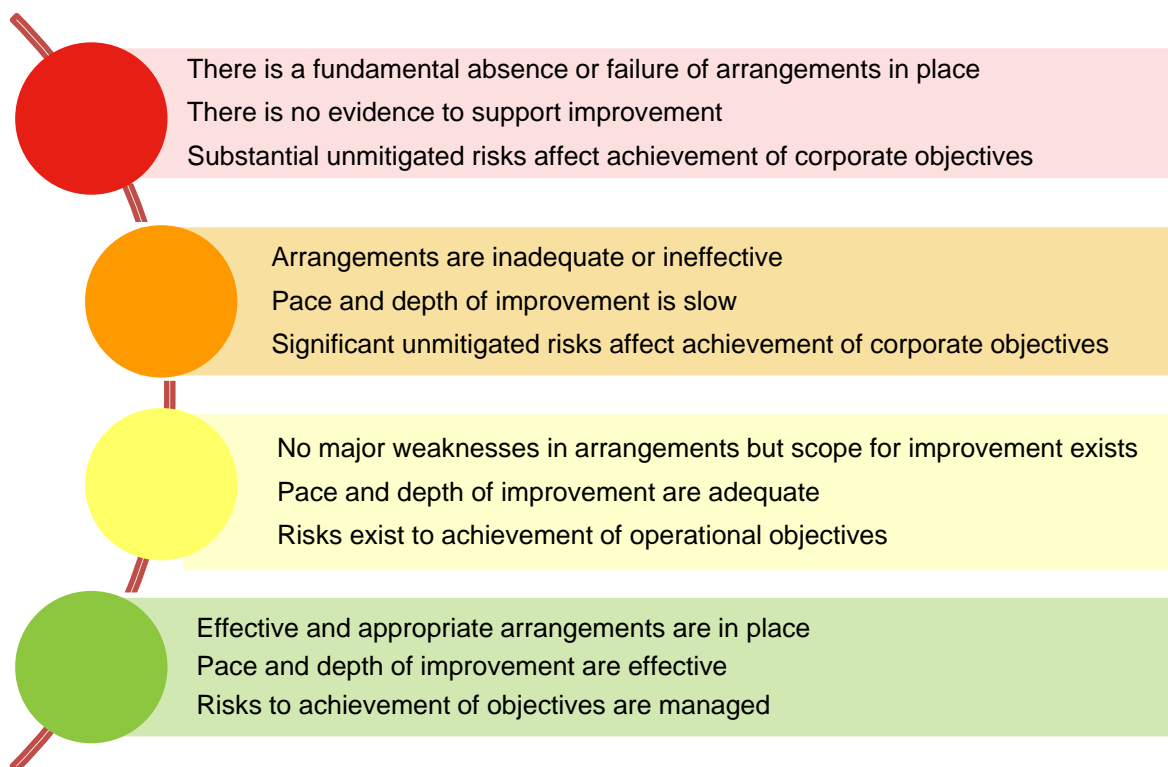 There is a fundamental absence or failure of arrangements in place
There is no evidence to support improvement
Substantial unmitigated risks affect achievement of corporate objectives
Arrangements are inadequate or ineffective
Pace and depth of improvement is slow
Significant unmitigated risks affect achievement of corporate objectives
No major weaknesses in arrangements but scope for improvement exists
Pace and depth of improvement are adequate
Risks exist to achievement of operational objectives
Effective and appropriate arrangements are in place
Pace and depth of improvement are effective
Risks to achievement of objectives are managed